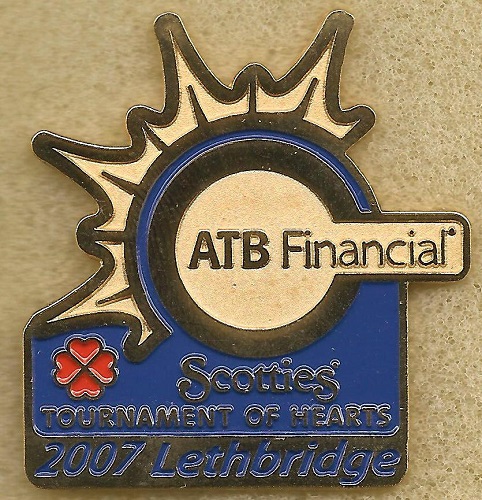 ATB Financial®
Scotties®
TOURNAMENT OF HEARTS
2007 Lethbridge